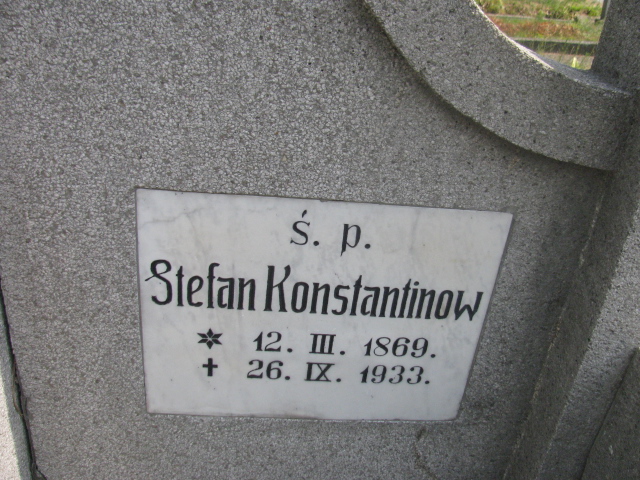 ś. p.
Stefan Konstantinow
* 12. III. 1869.
† 26. IX. 1933.